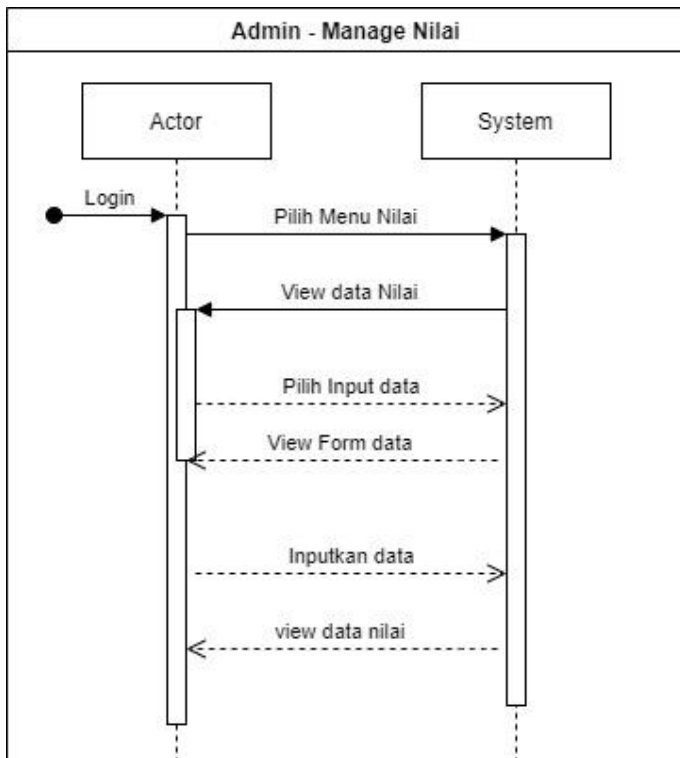 Admin - Manage Nilai
Actor
System
Login
Pilih Menu Nilai
View data Nilai
Pilih Input data
View Form data
Inputkan data
view data nilai